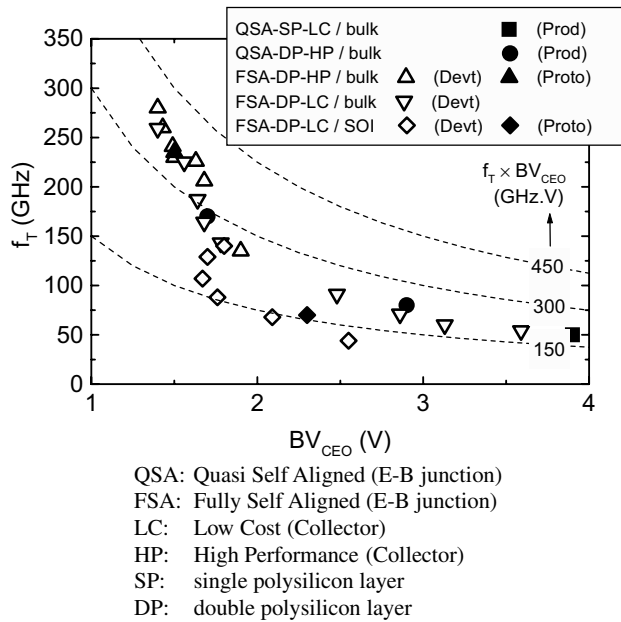 QSA-SP-LC / bulk (Prod)
QSA-DP-HP / bulk (Prod)
FSA-DP-HP / bulk (Devt) (Proto)
FSA-DP-LC / bulk (Devt)
FSA-DP-LC / SOI (Devt) (Proto)
350
300
250
200
150
100
50
0
f_T (GHz)
f_T × BV_CEO
(GHz.V)
450
300
150
1
2
3
4
BV_CEO (V)
QSA: Quasi Self Aligned (E-B junction)
FSA: Fully Self Aligned (E-B junction)
LC: Low Cost (Collector)
HP: High Performance (Collector)
SP: single polysilicon layer
DP: double polysilicon layer